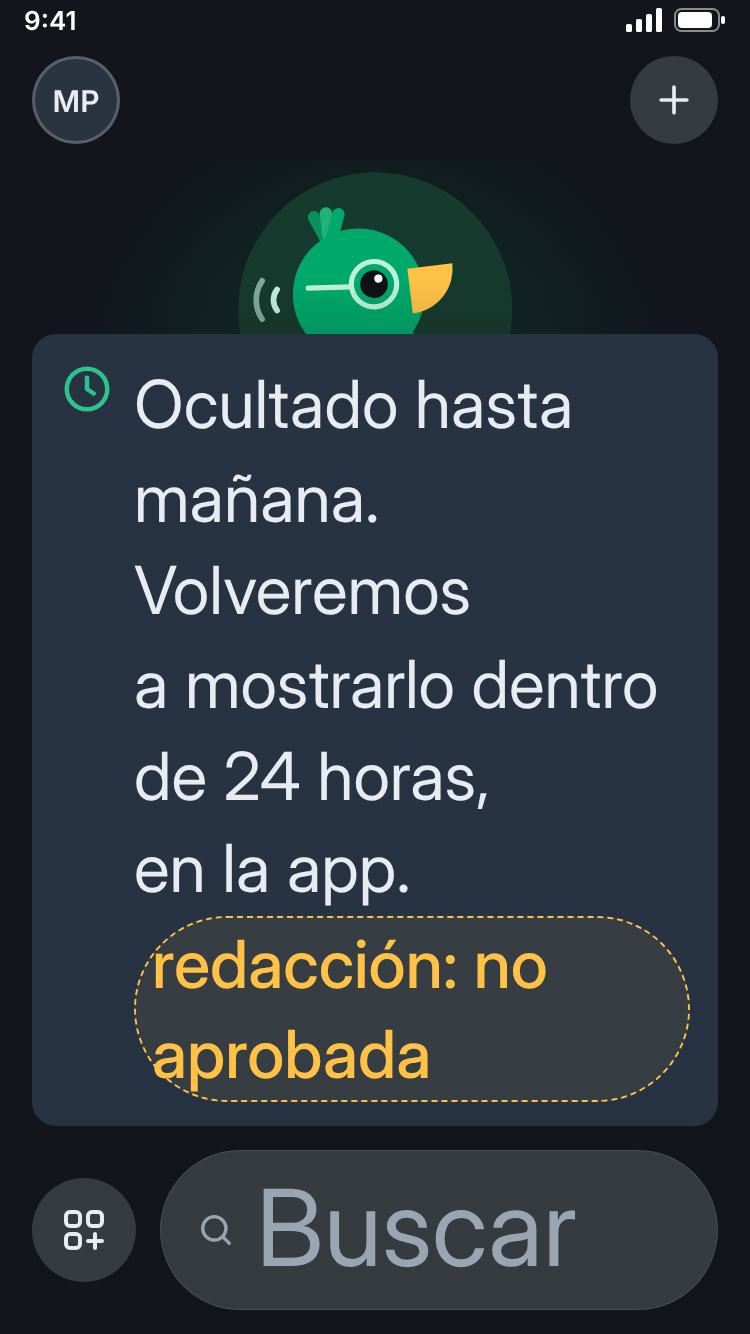 9:41
MP
Ocultado hasta
mañana.
Volveremos
a mostrarlo dentro
de 24 horas,
en la app.
redacción: no
aprobada
Buscar